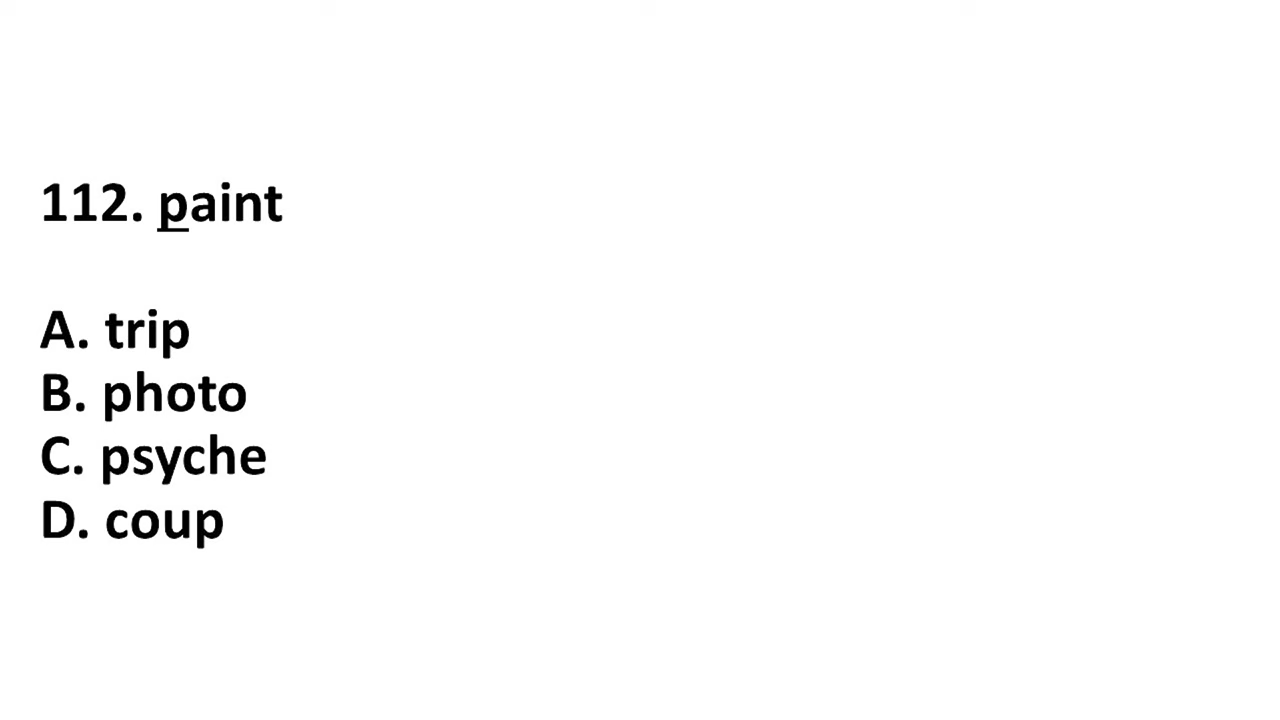 112. paint
A. trip
B. photo
C. psyche
D. coup